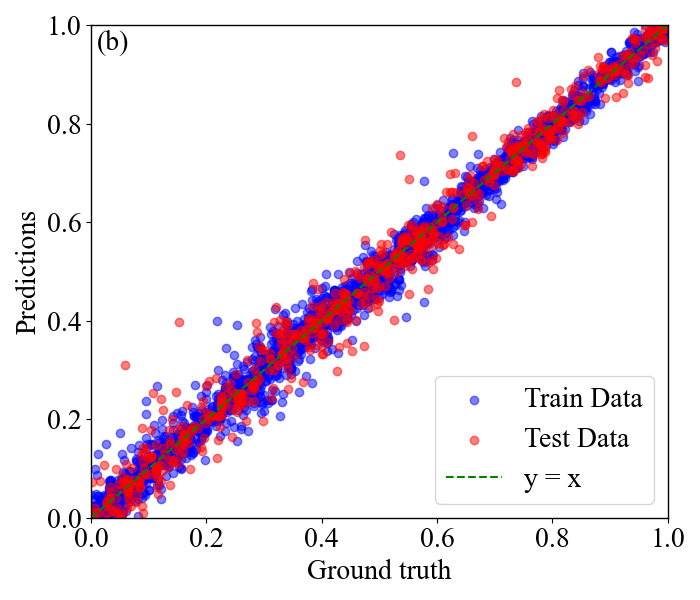 (b)
1.0
0.8
0.6
0.4
0.2
0.0
Predictions
Train Data
Test Data
y = x
0.0 0.2 0.4 0.6 0.8 1.0
Ground truth